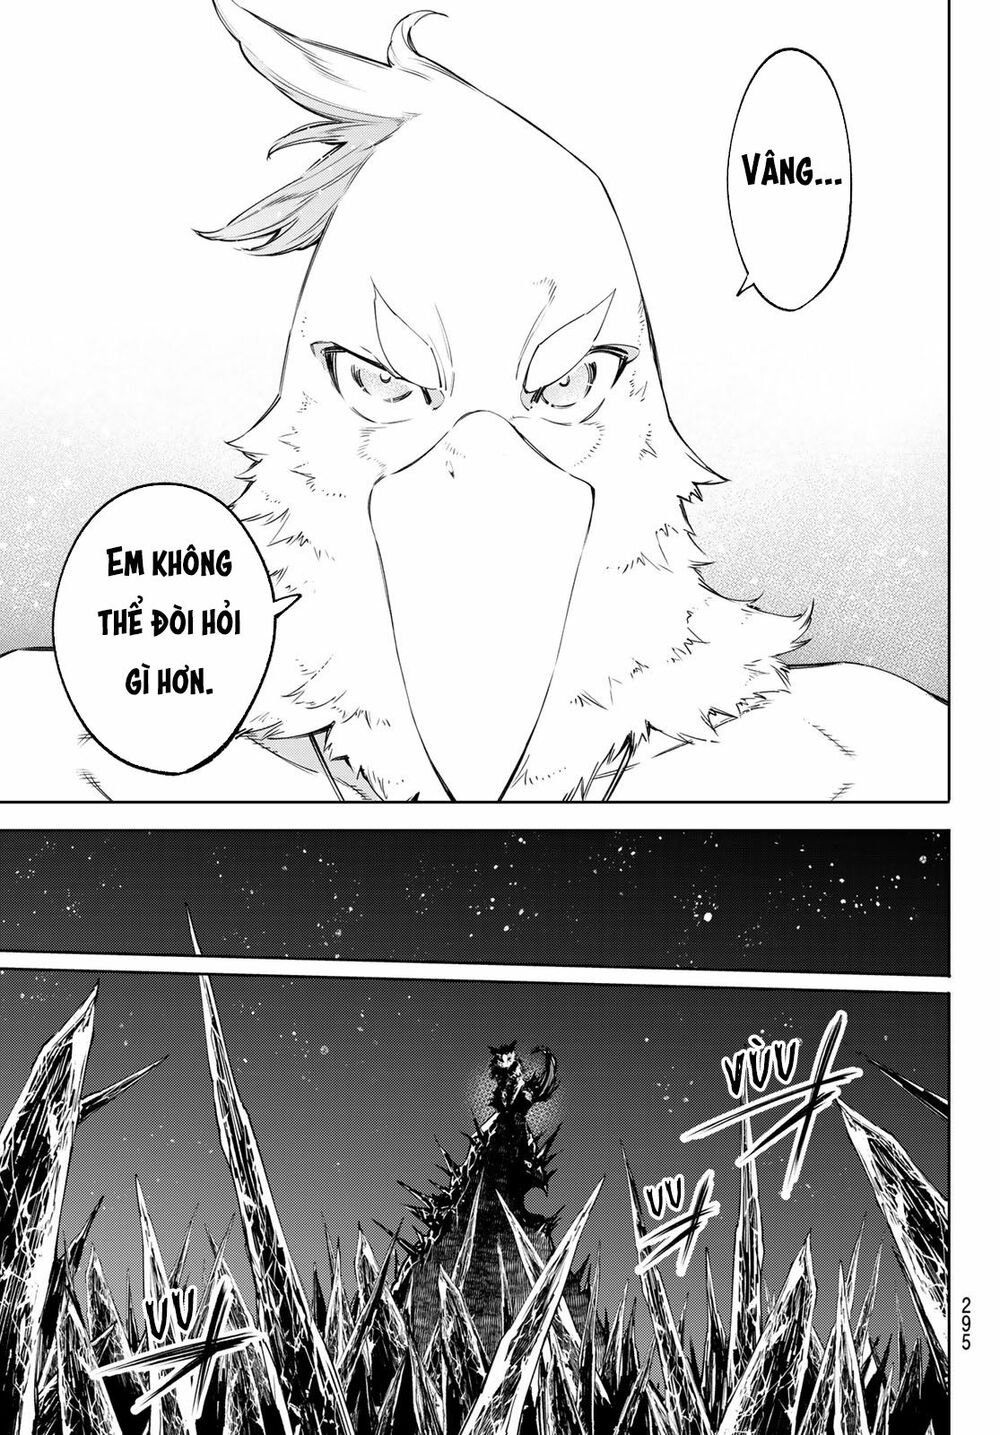 VÂNG...
EM KHÔNG
THỂ ĐÒI HỎI
GÌ HƠN.
VÙU
VU
VU
295